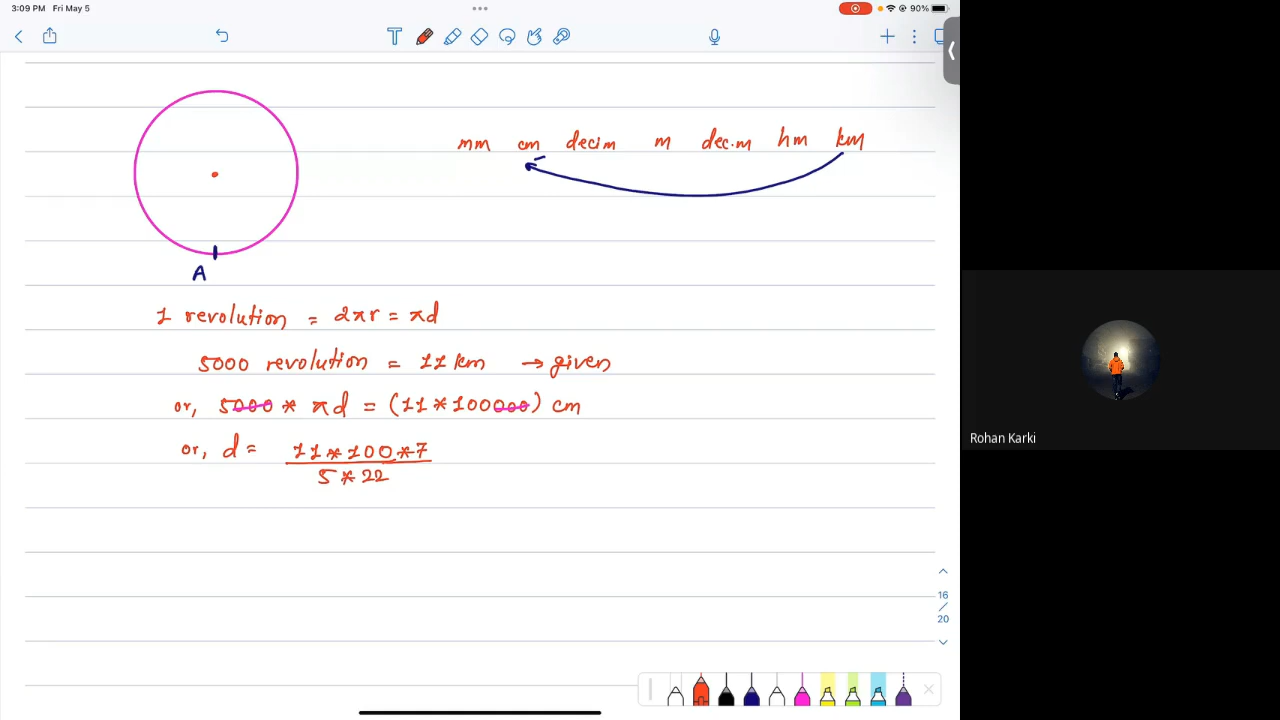 3:09 PM Fri May 5
90%
mm cm decim m dec.m hm km
A
1 revolution = 2πr = πd
5000 revolution = 11 km → given
or, 5000 * πd = (11 * 100000) cm
or, d = 11 * 100 * 7
5 * 22
Rohan Karki
16
/
20